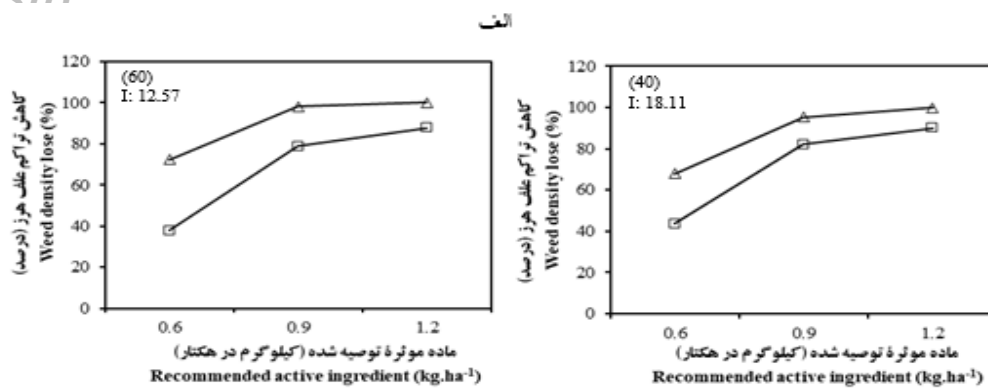 الف
120
100
80
60
40
20
0
(60)
I: 12.57
0.6 0.9 1.2
کاهش تراکم علف هرز (درصد)
Weed density lose (%)
ماده موثرۀ توصیه شده (کیلوگرم در هکتار)
Recommended active ingredient (kg.ha⁻¹)
120
100
80
60
40
20
0
(40)
I: 18.11
0.6 0.9 1.2
کاهش تراکم علف هرز (درصد)
Weed density lose (%)
ماده موثرۀ توصیه شده (کیلوگرم در هکتار)
Recommended active ingredient (kg.ha⁻¹)